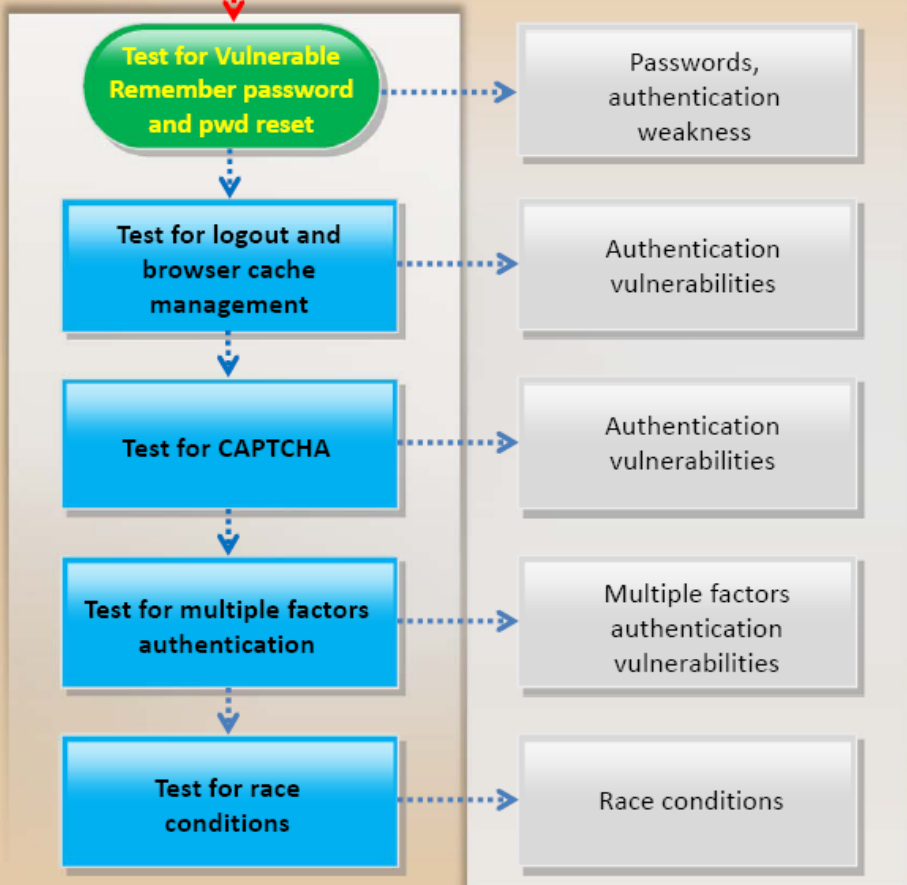 Test for Vulnerable
Remember password
and pwd reset
Passwords,
authentication
weakness
Test for logout and
browser cache
management
Authentication
vulnerabilities
Test for CAPTCHA
Authentication
vulnerabilities
Test for multiple factors
authentication
Multiple factors
authentication
vulnerabilities
Test for race
conditions
Race conditions